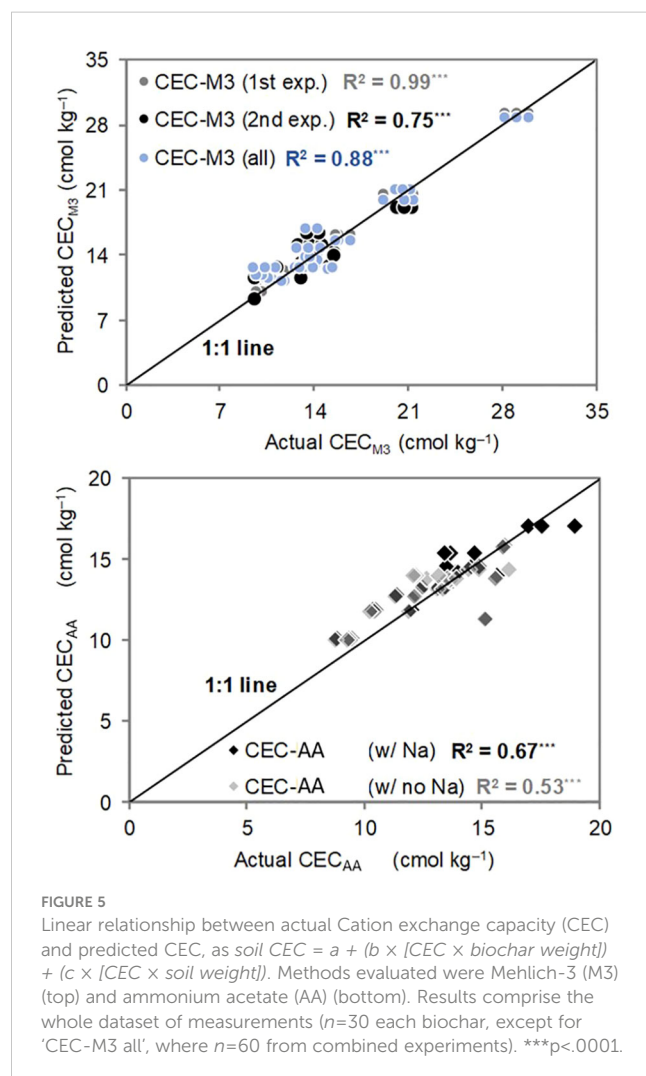 35
28
21
14
7
0
Predicted CEC_M3 (cmol kg⁻¹)
CEC-M3 (1st exp.) R² = 0.99***
CEC-M3 (2nd exp.) R² = 0.75***
CEC-M3 (all) R² = 0.88***
1:1 line
0 7 14 21 28 35
Actual CEC_M3 (cmol kg⁻¹)
20
15
10
5
0
Predicted CEC_AA (cmol kg⁻¹)
1:1 line
CEC-AA (w/ Na) R² = 0.67***
CEC-AA (w/ no Na) R² = 0.53***
0 5 10 15 20
Actual CEC_AA (cmol kg⁻¹)
FIGURE 5
Linear relationship between actual Cation exchange capacity (CEC)
and predicted CEC, as soil CEC = a + (b × [CEC × biochar weight])
+ (c × [CEC × soil weight]). Methods evaluated were Mehlich-3 (M3)
(top) and ammonium acetate (AA) (bottom). Results comprise the
whole dataset of measurements (n=30 each biochar, except for
‘CEC-M3 all’, where n=60 from combined experiments). ***p<.0001.